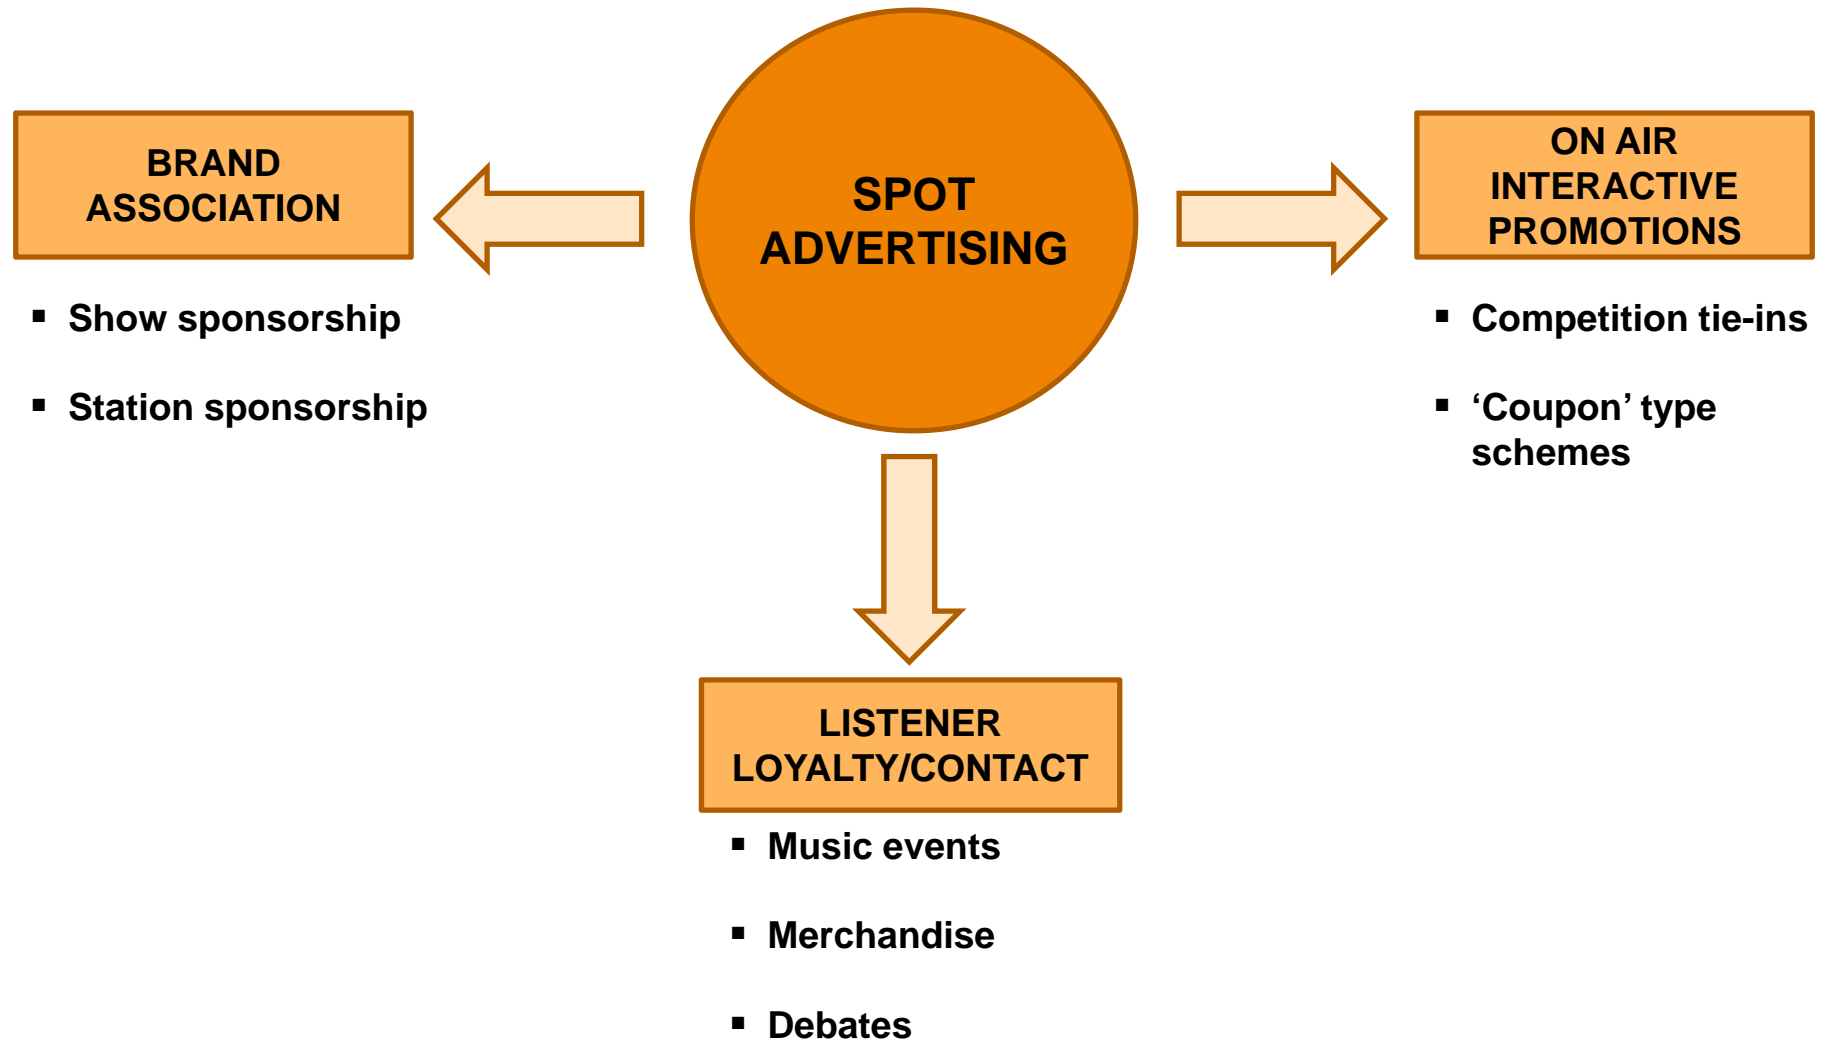 SPOT
ADVERTISING
BRAND
ASSOCIATION
▪ Show sponsorship
▪ Station sponsorship
ON AIR
INTERACTIVE
PROMOTIONS
▪ Competition tie-ins
▪ ‘Coupon’ type
schemes
LISTENER
LOYALTY/CONTACT
▪ Music events
▪ Merchandise
▪ Debates